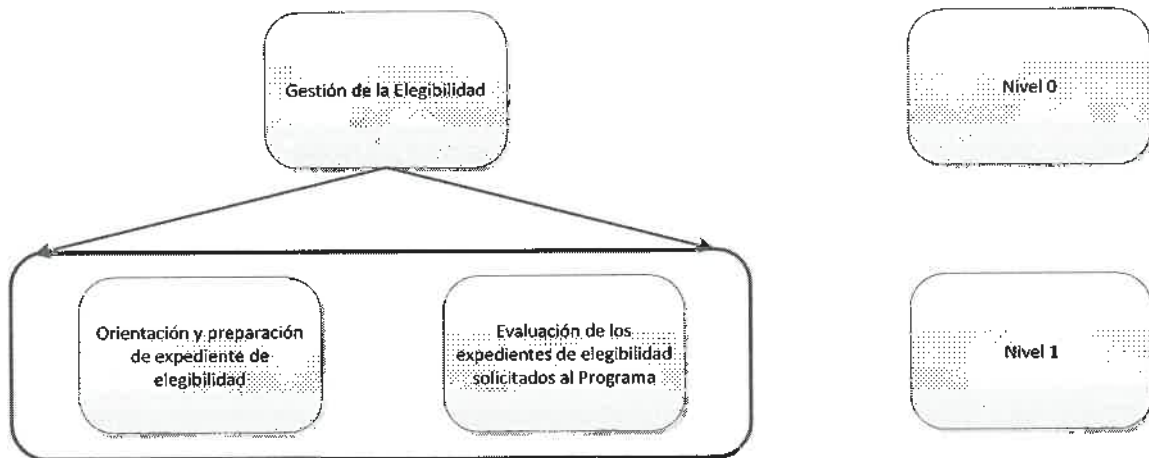 Gestión de la Elegibilidad
Nivel 0
Orientación y preparación
de expediente de
elegibilidad
Evaluación de los
expedientes de elegibilidad
solicitados al Programa
Nivel 1